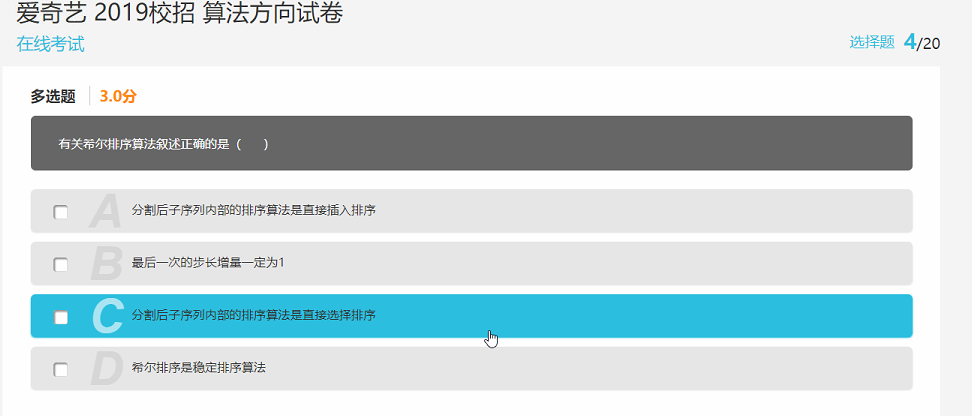 爱奇艺 2019校招 算法方向试卷
在线考试
选择题 4/20
多选题 3.0分
有关希尔排序算法叙述正确的是（ ）
A 分割后子序列内部的排序算法是直接插入排序
B 最后一次的步长增量一定为1
C 分割后子序列内部的排序算法是直接选择排序
D 希尔排序是稳定排序算法